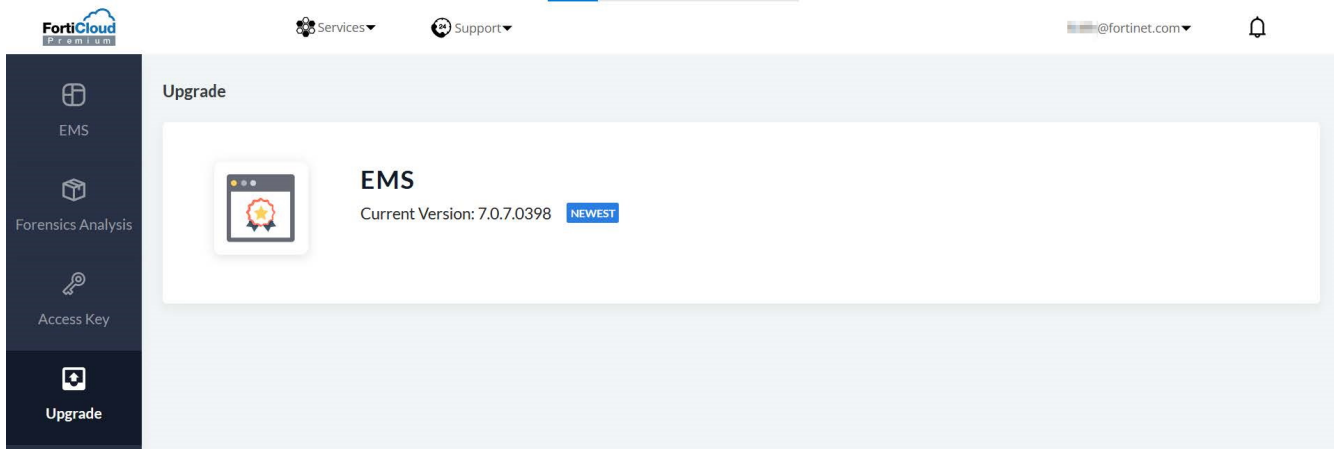 FortiCloud
Premium
Services
24
Support
@fortinet.com
EMS
Forensics Analysis
Access Key
Upgrade
Upgrade
EMS
Current Version: 7.0.7.0398 NEWEST